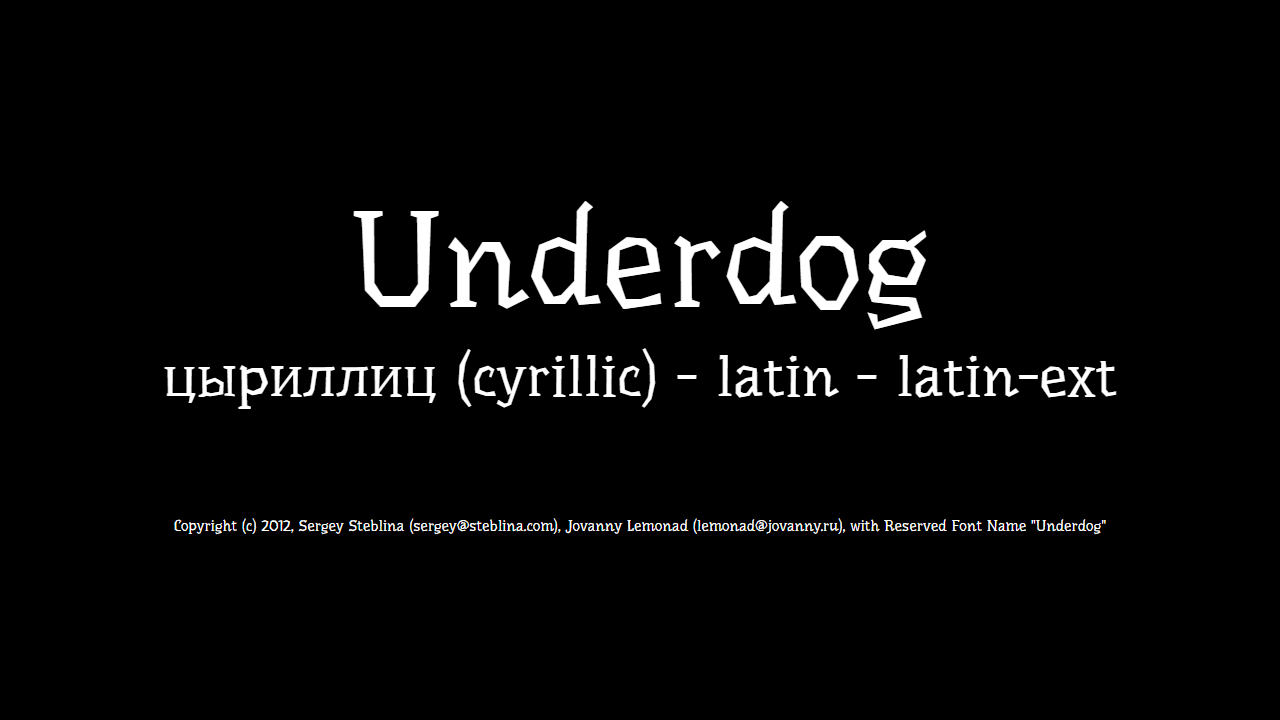 Underdog
цыриллиц (cyrillic) - latin - latin-ext
Copyright (c) 2012, Sergey Steblina (sergey@steblina.com), Jovanny Lemonad (lemonad@jovanny.ru), with Reserved Font Name "Underdog"